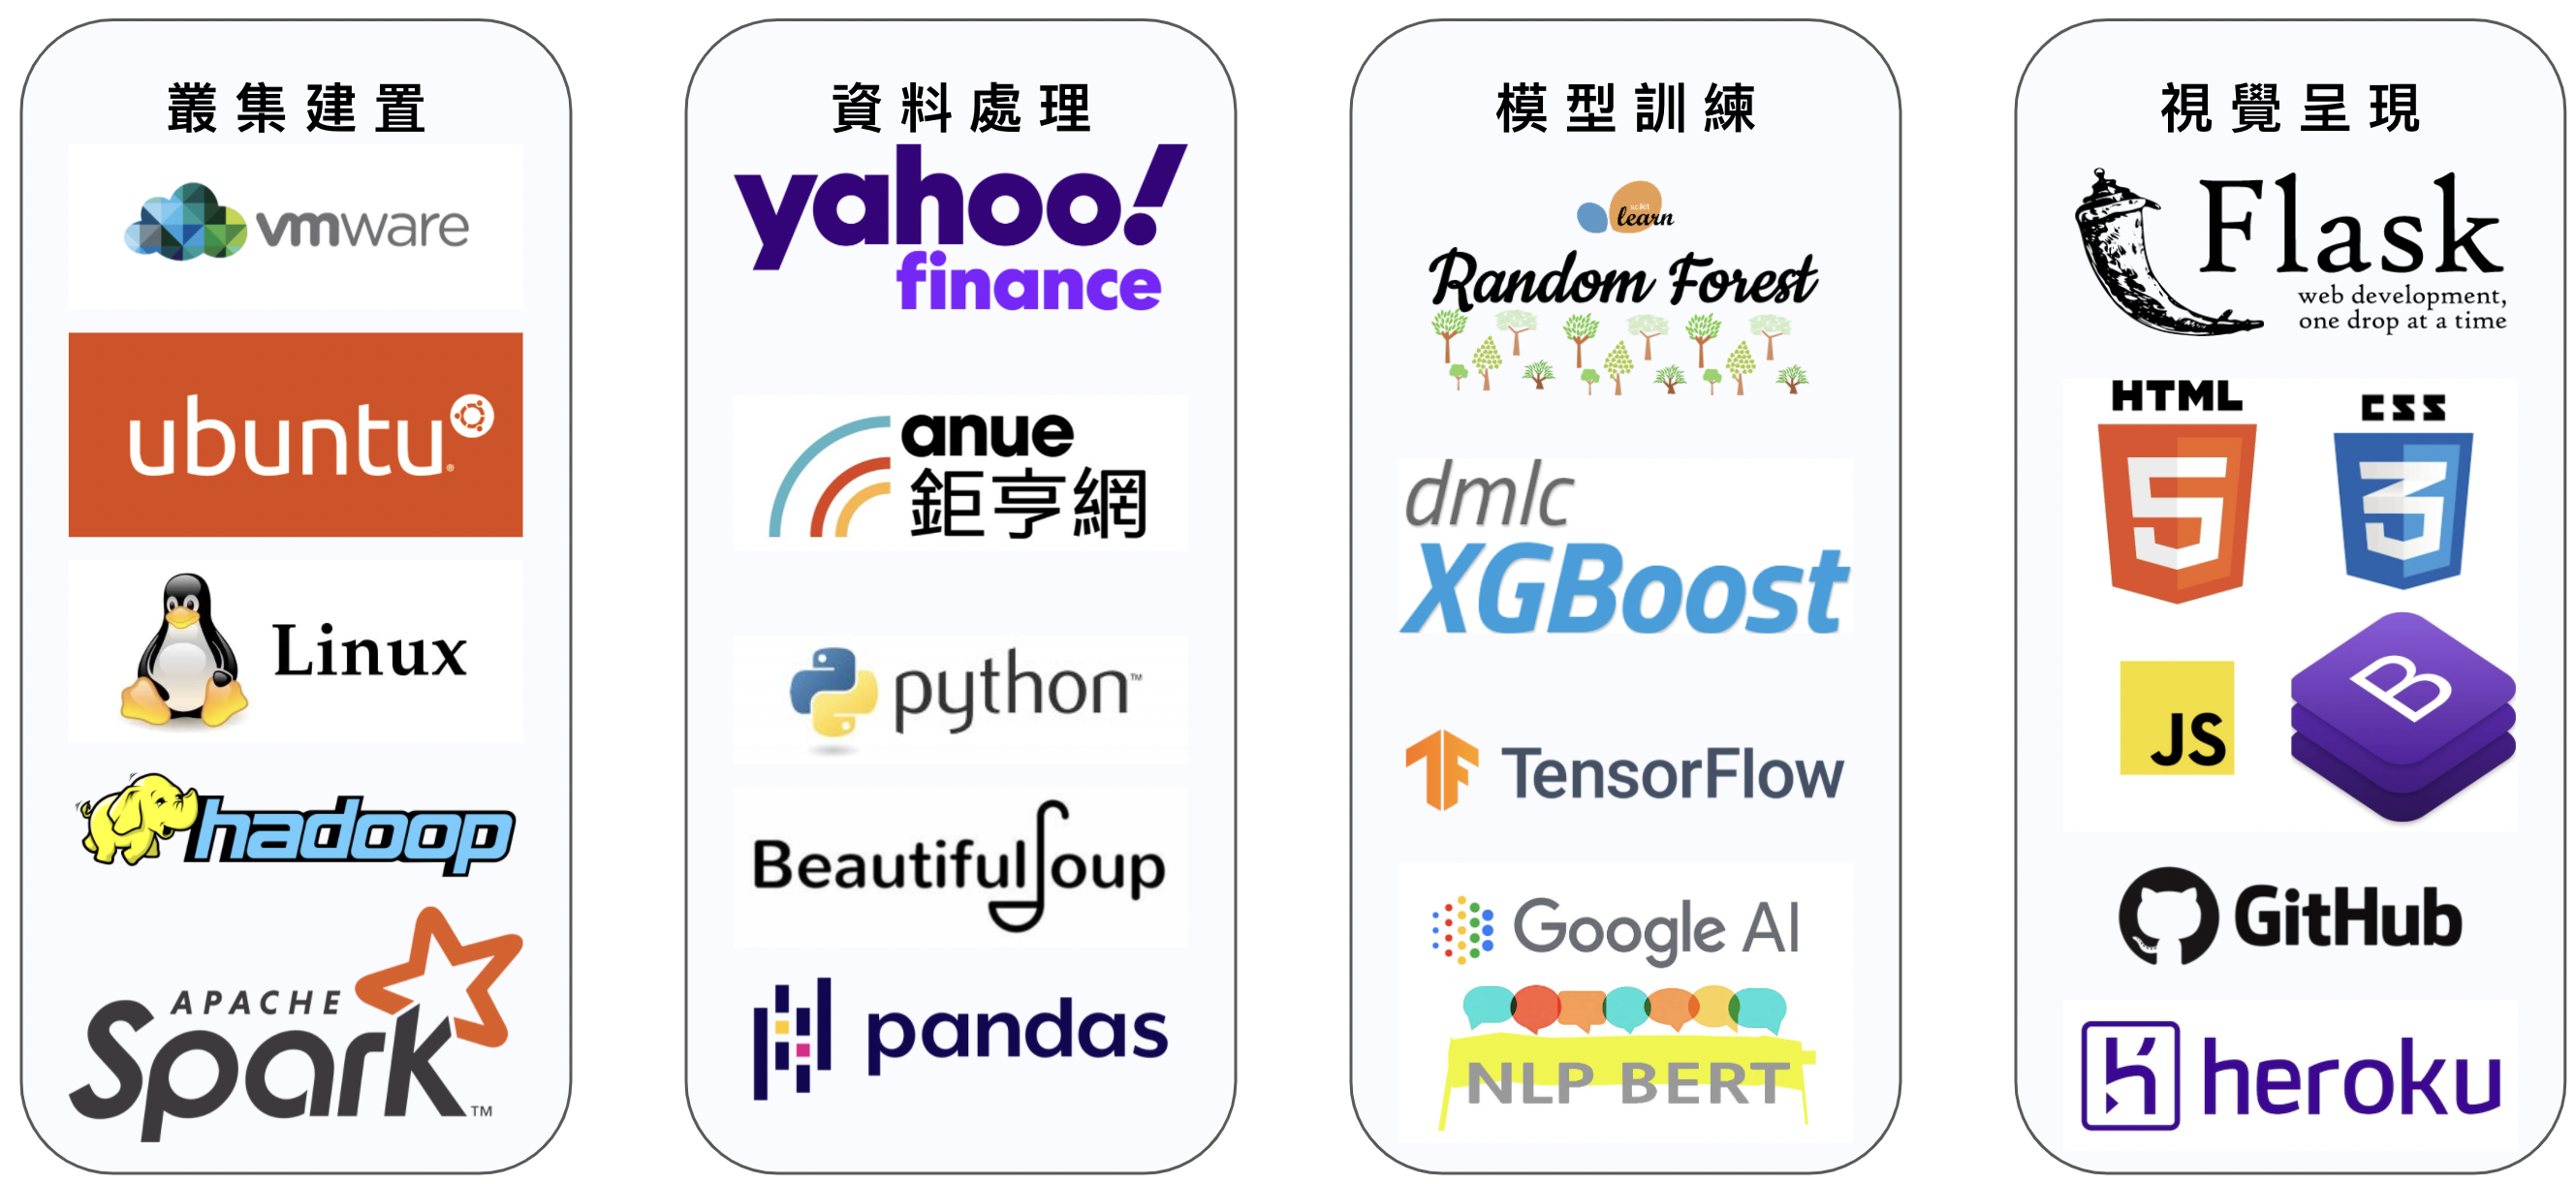 叢集建置
vmware
ubuntu®
Linux
hadoop
APACHE
Spark™
資料處理
yahoo!
finance
anue
鉅亨網
python™
BeautifulSoup
pandas
模型訓練
scikit
learn
Random Forest
dmlc
XGBoost
TF TensorFlow
Google AI
NLP BERT
視覺呈現
Flask
web development,
one drop at a time
HTML CSS
5 3
JS B
GitHub
heroku